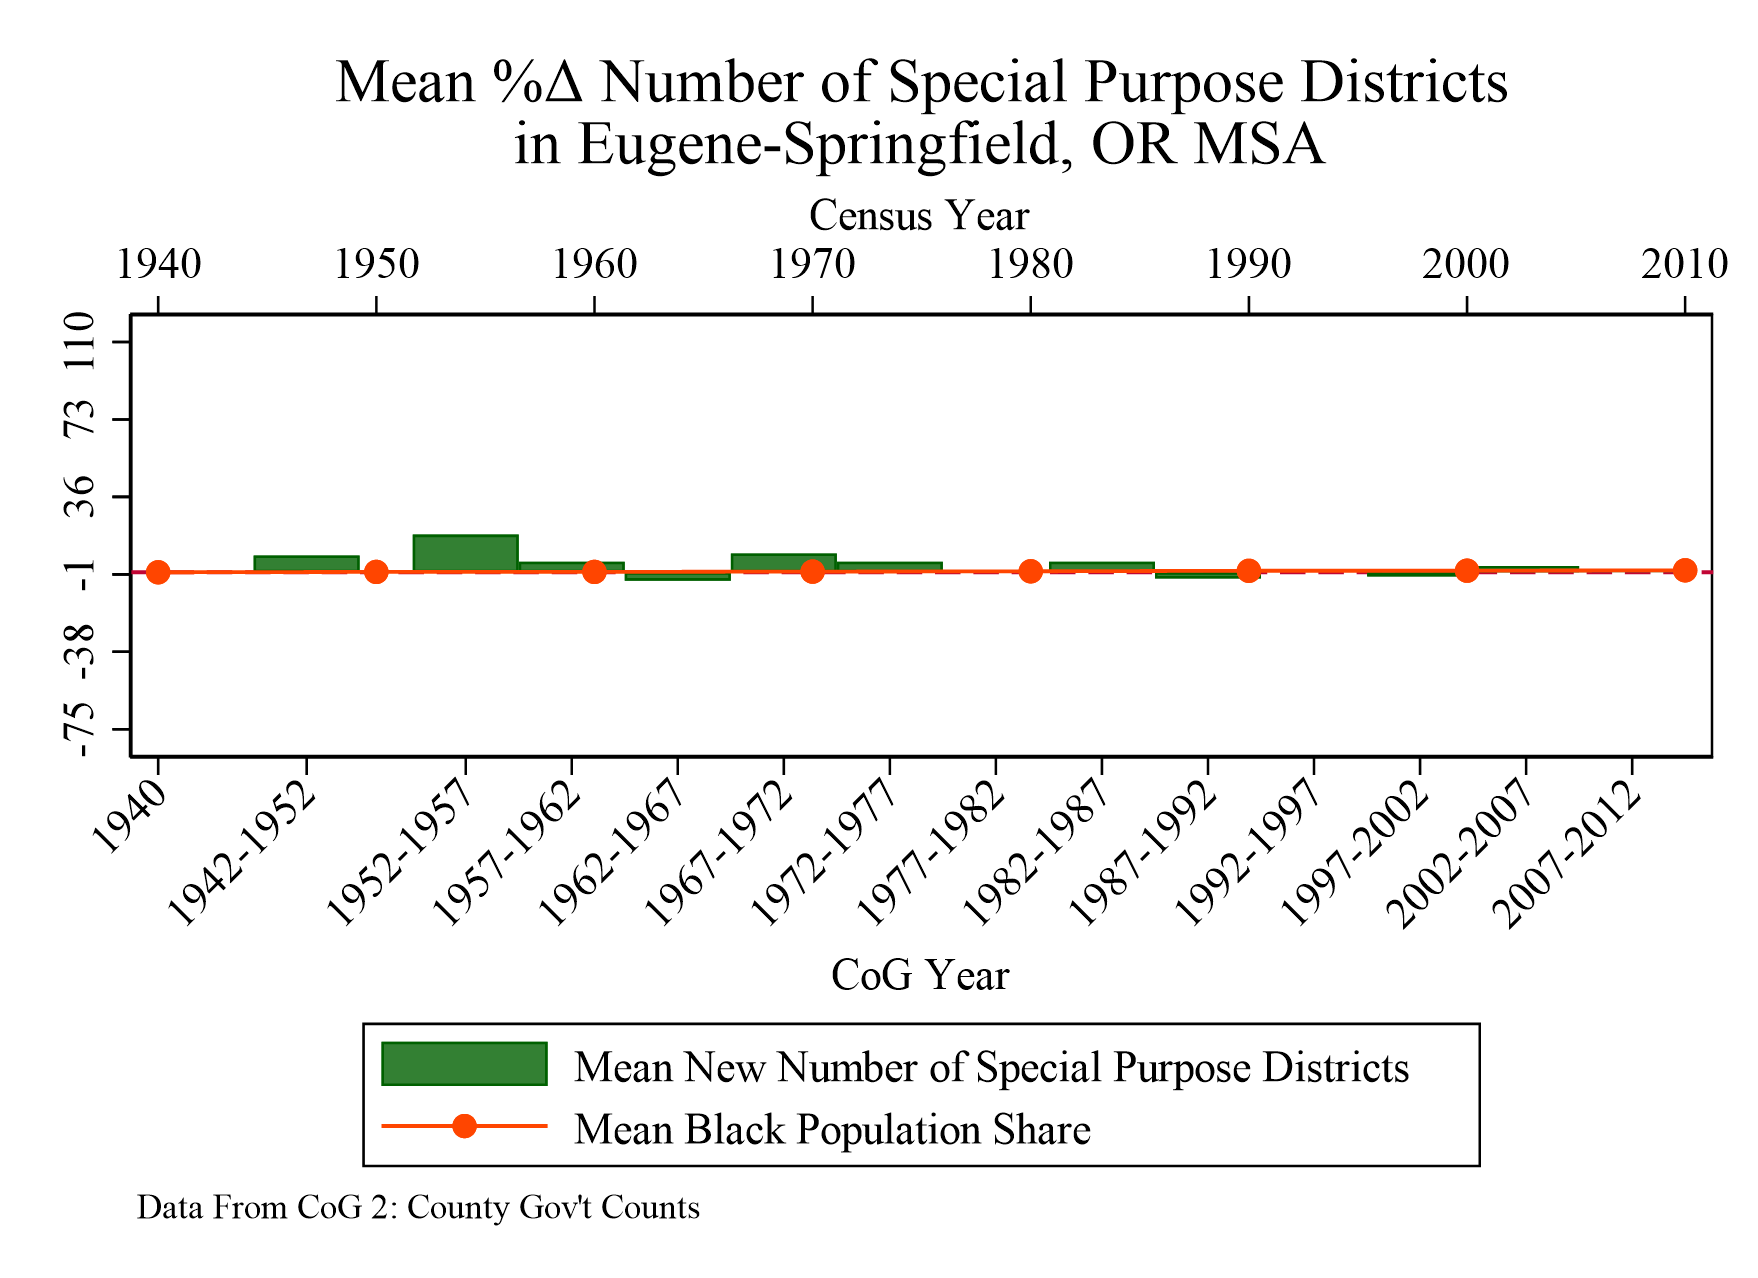 Mean %Δ Number of Special Purpose Districts
in Eugene-Springfield, OR MSA
Census Year
1940 1950 1960 1970 1980 1990 2000 2010
110
73
36
-1
-38
-75
1940
1942-1952
1952-1957
1957-1962
1962-1967
1967-1972
1972-1977
1977-1982
1982-1987
1987-1992
1992-1997
1997-2002
2002-2007
2007-2012
CoG Year
Mean New Number of Special Purpose Districts
Mean Black Population Share
Data From CoG 2: County Gov't Counts